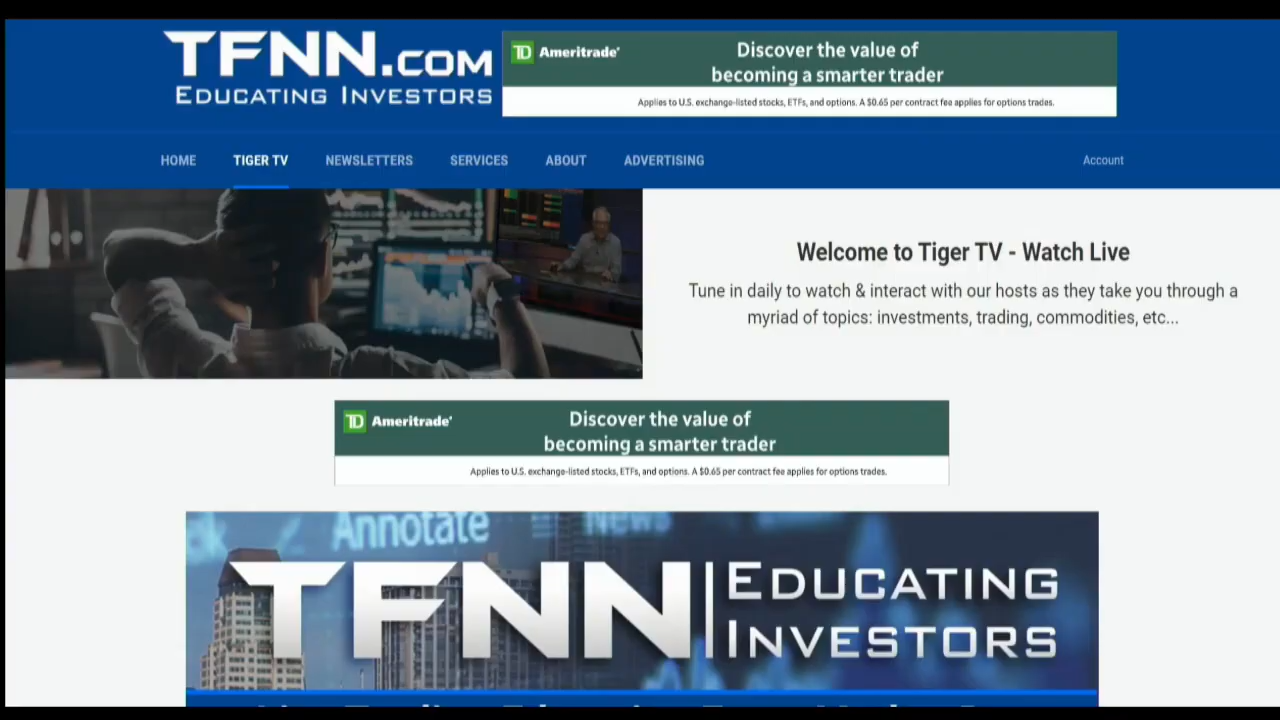 TFNN.COM
EDUCATING INVESTORS
TD Ameritrade
Discover the value of
becoming a smarter trader
Applies to U.S. exchange-listed stocks, ETFs, and options. A $0.65 per contract fee applies for options trades.
HOME TIGER TV NEWSLETTERS SERVICES ABOUT ADVERTISING Account
Welcome to Tiger TV - Watch Live
Tune in daily to watch & interact with our hosts as they take you through a
myriad of topics: investments, trading, commodities, etc...
TD Ameritrade
Discover the value of
becoming a smarter trader
Applies to U.S. exchange-listed stocks, ETFs, and options. A $0.65 per contract fee applies for options trades.
Annotate News
TFNN EDUCATING
INVESTORS